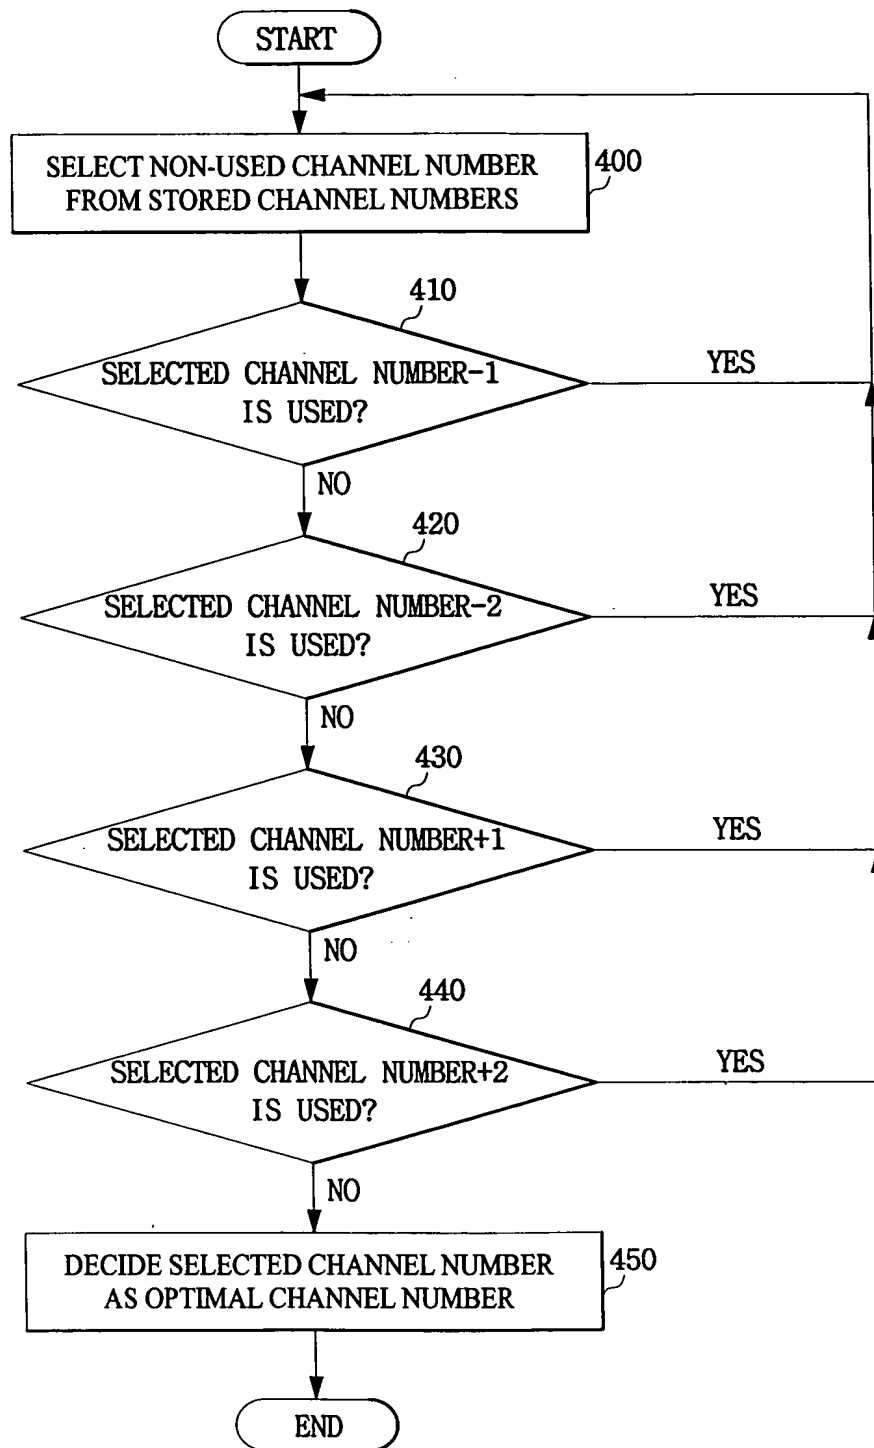 START
SELECT NON-USED CHANNEL NUMBER
FROM STORED CHANNEL NUMBERS
400
410
SELECTED CHANNEL NUMBER-1
IS USED?
YES
NO
420
SELECTED CHANNEL NUMBER-2
IS USED?
YES
NO
430
SELECTED CHANNEL NUMBER+1
IS USED?
YES
NO
440
SELECTED CHANNEL NUMBER+2
IS USED?
YES
NO
DECIDE SELECTED CHANNEL NUMBER
AS OPTIMAL CHANNEL NUMBER
450
END